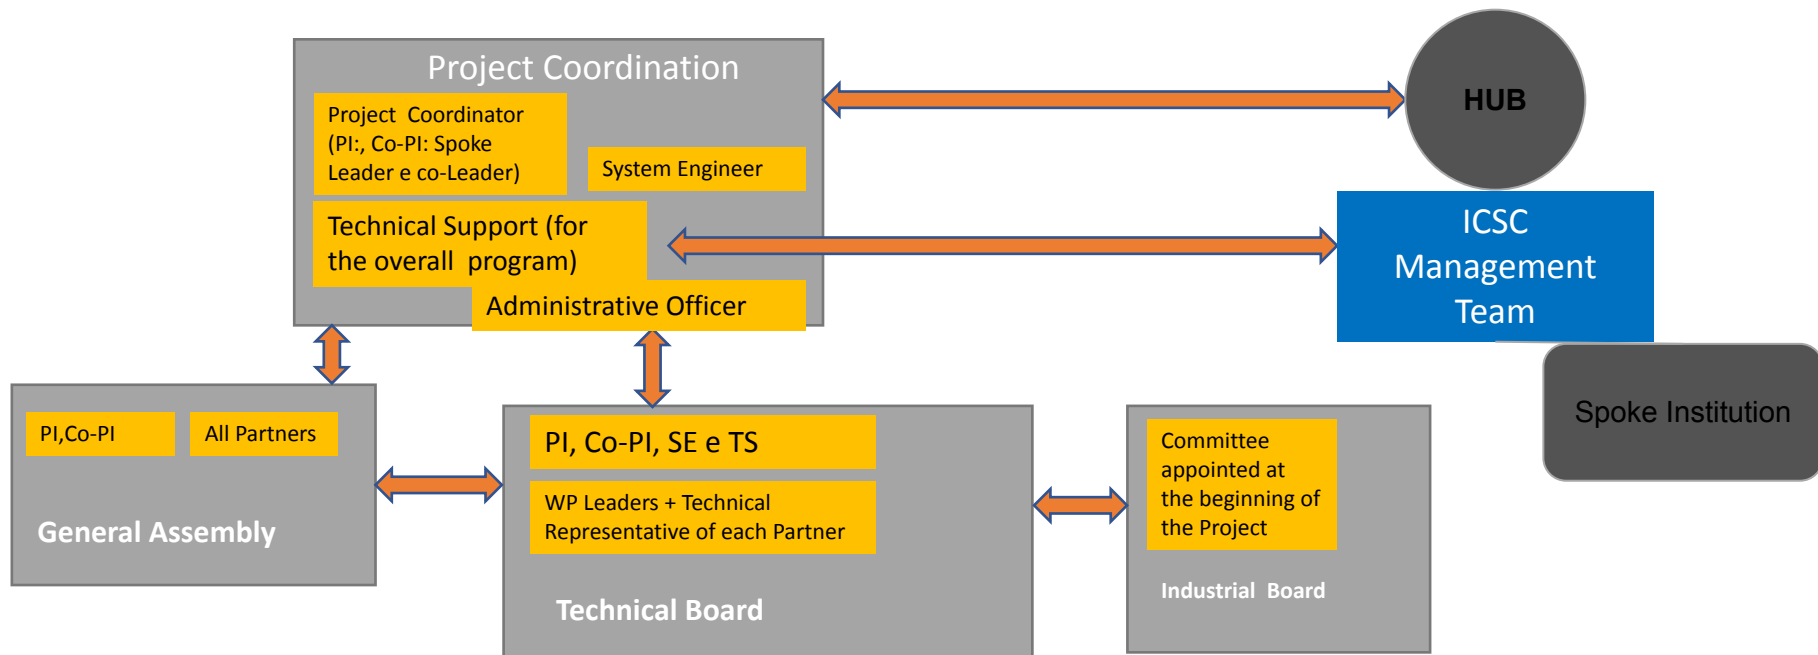 Project Coordination
Project Coordinator
(PI:, Co-PI: Spoke
Leader e co-Leader)
System Engineer
Technical Support (for
the overall program)
Administrative Officer
HUB
ICSC
Management
Team
Spoke Institution
PI,Co-PI
All Partners
General Assembly
PI, Co-PI, SE e TS
WP Leaders + Technical
Representative of each Partner
Technical Board
Committee
appointed at
the beginning of
the Project
Industrial Board